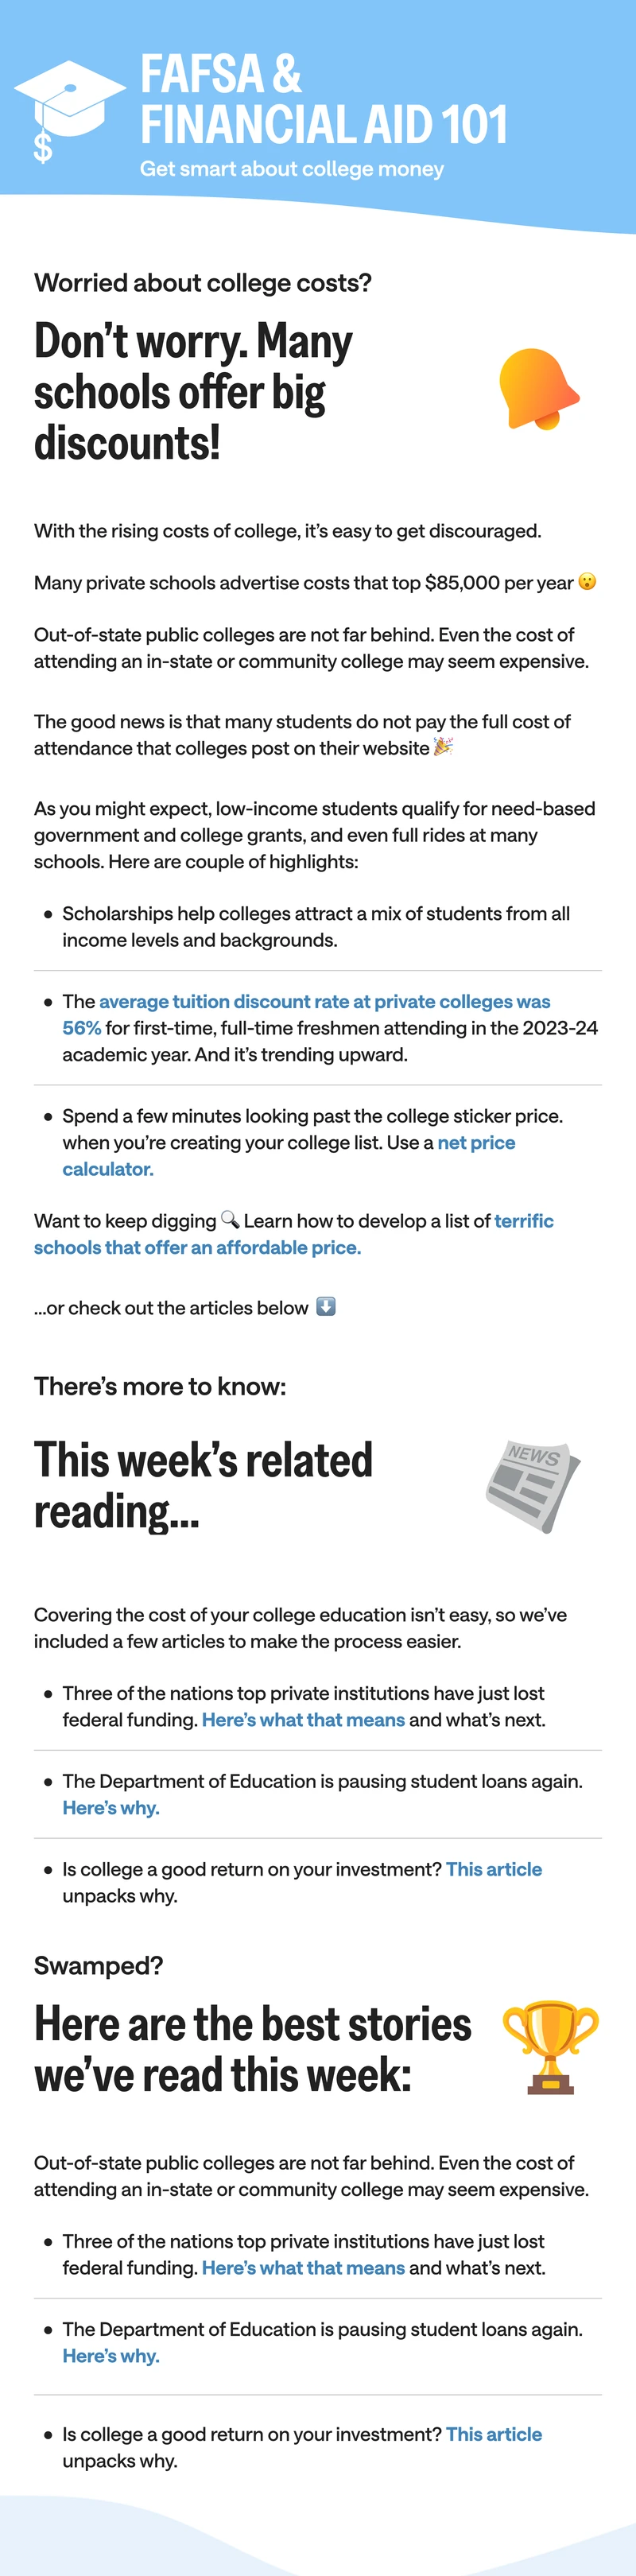 FAFSA &
FINANCIAL AID 101
$
Get smart about college money
Worried about college costs?
Don’t worry. Many
schools offer big
discounts!
With the rising costs of college, it’s easy to get discouraged.
Many private schools advertise costs that top $85,000 per year 😮
Out-of-state public colleges are not far behind. Even the cost of
attending an in-state or community college may seem expensive.
The good news is that many students do not pay the full cost of
attendance that colleges post on their website 🎉
As you might expect, low-income students qualify for need-based
government and college grants, and even full rides at many
schools. Here are couple of highlights:
• Scholarships help colleges attract a mix of students from all
income levels and backgrounds.
• The average tuition discount rate at private colleges was
56% for first-time, full-time freshmen attending in the 2023-24
academic year. And it’s trending upward.
• Spend a few minutes looking past the college sticker price.
when you’re creating your college list. Use a net price
calculator.
Want to keep digging 🔍 Learn how to develop a list of terrific
schools that offer an affordable price.
...or check out the articles below ⬇️
There’s more to know:
This week’s related
reading...
NEWS
Covering the cost of your college education isn’t easy, so we’ve
included a few articles to make the process easier.
• Three of the nations top private institutions have just lost
federal funding. Here’s what that means and what’s next.
• The Department of Education is pausing student loans again.
Here’s why.
• Is college a good return on your investment? This article
unpacks why.
Swamped?
Here are the best stories
we’ve read this week:
Out-of-state public colleges are not far behind. Even the cost of
attending an in-state or community college may seem expensive.
• Three of the nations top private institutions have just lost
federal funding. Here’s what that means and what’s next.
• The Department of Education is pausing student loans again.
Here’s why.
• Is college a good return on your investment? This article
unpacks why.